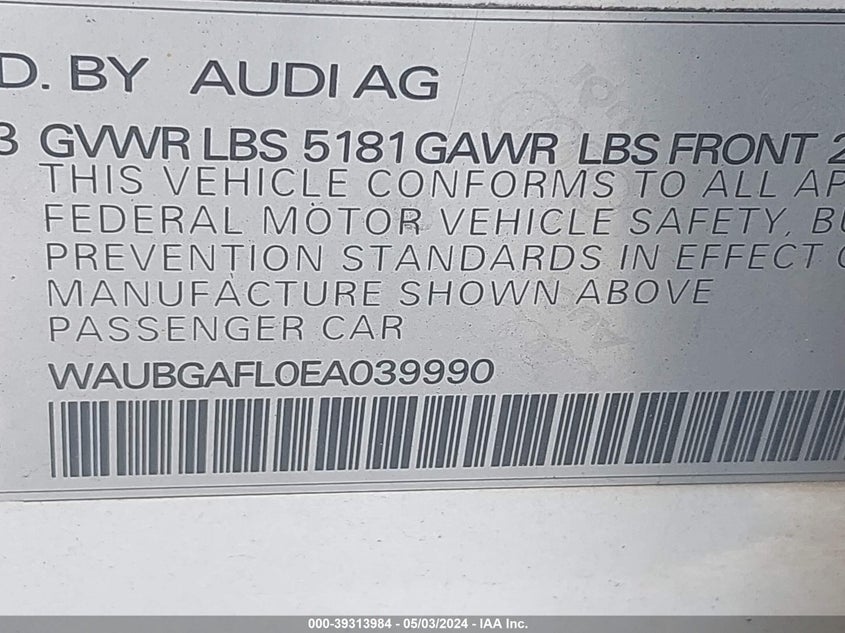 D. BY AUDI AG
3 GVWR LBS 5181 GAWR LBS FRONT 2
THIS VEHICLE CONFORMS TO ALL AP
FEDERAL MOTOR VEHICLE SAFETY, BU
PREVENTION STANDARDS IN EFFECT O
MANUFACTURE SHOWN ABOVE
PASSENGER CAR
WAUBGAFL0EA039990
000-39313984 - 05/03/2024 - IAA Inc.